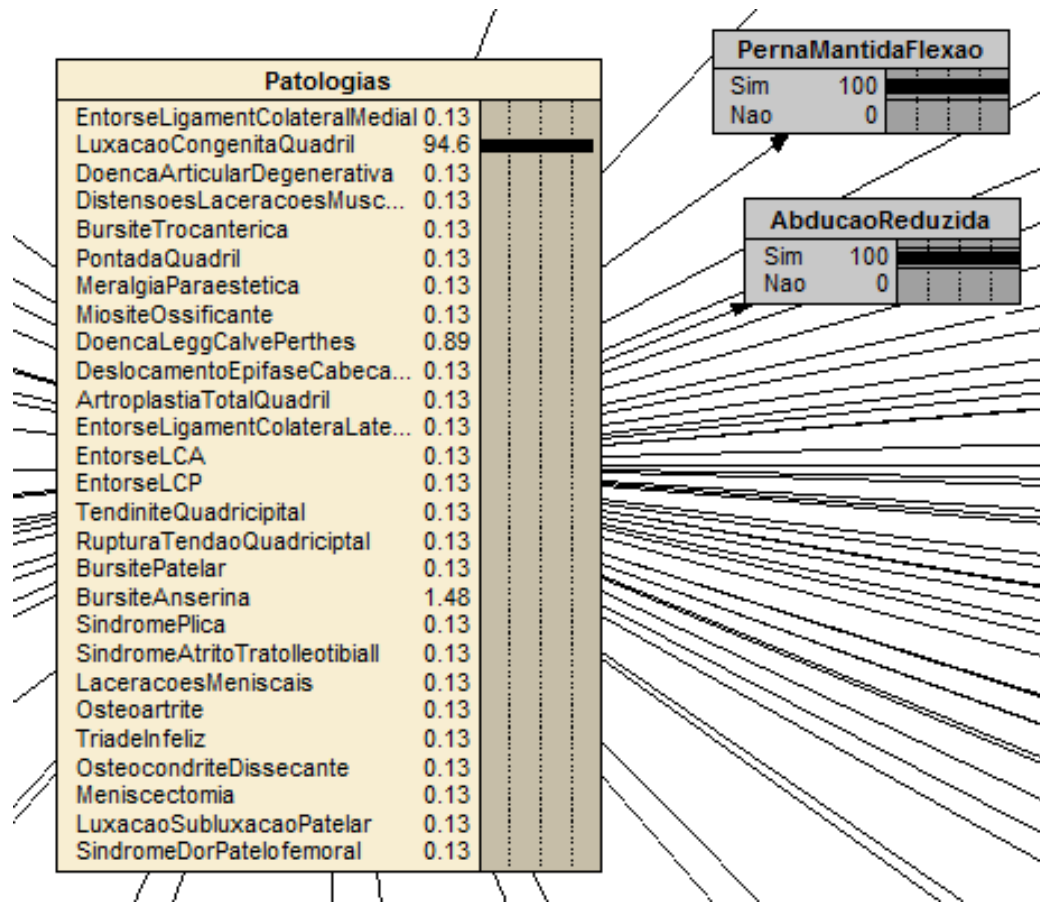 Patologias
EntorseLigamentColateralMedial 0.13
LuxacaoCongenitaQuadril 94.6
DoencaArticularDegenerativa 0.13
DistensoesLaceracoesMusc... 0.13
BursiteTrocanterica 0.13
PontadaQuadril 0.13
MeralgiaParaestetica 0.13
MiositeOssificante 0.13
DoencaLeggCalvePerthes 0.89
DeslocamentoEpifaseCabeca... 0.13
ArtroplastiaTotalQuadril 0.13
EntorseLigamentColateraLate... 0.13
EntorseLCA 0.13
EntorseLCP 0.13
TendiniteQuadricipital 0.13
RupturaTendaoQuadriciptal 0.13
BursitePatelar 0.13
BursiteAnserina 1.48
SindromePlica 0.13
SindromeAtritoTratoIleotibiall 0.13
LaceracoesMeniscais 0.13
Osteoartrite 0.13
TriadeInfeliz 0.13
OsteocondriteDissecante 0.13
Meniscectomia 0.13
LuxacaoSubluxacaoPatelar 0.13
SindromeDorPatelofemoral 0.13
PernaMantidaFlexao
Sim 100
Nao 0
AbducaoReduzida
Sim 100
Nao 0